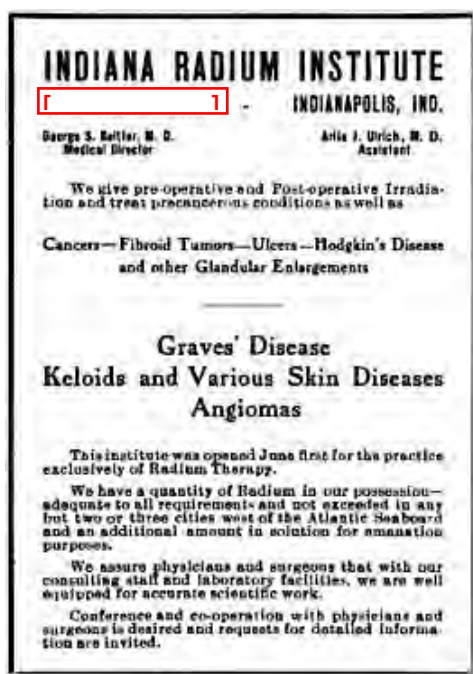 INDIANA RADIUM INSTITUTE
- INDIANAPOLIS, IND.
George S. M. D. Arlie J. Ulrich, M. D.
Medical Director Assistant
We give pre-operative and Post-operative Irradia-
tion and treat precancerous conditions as well as
Cancers—Fibroid Tumors—Ulcers—Hodgkin's Disease
and other Glandular Enlargements
Graves' Disease
Keloids and Various Skin Diseases
Angiomas
This institute was opened June first for the practice
exclusively of Radium Therapy.
We have a quantity of Radium in our possession—
adequate to all requirements and not exceeded in any
but two or three cities west of the Atlantic Seaboard
and an additional amount in solution for emanation
purposes.
We assure physicians and surgeons that with our
consulting staff and laboratory facilities, we are well
equipped for accurate scientific work.
Conference and co-operation with physicians and
surgeons is desired and requests for detailed informa-
tion are invited.